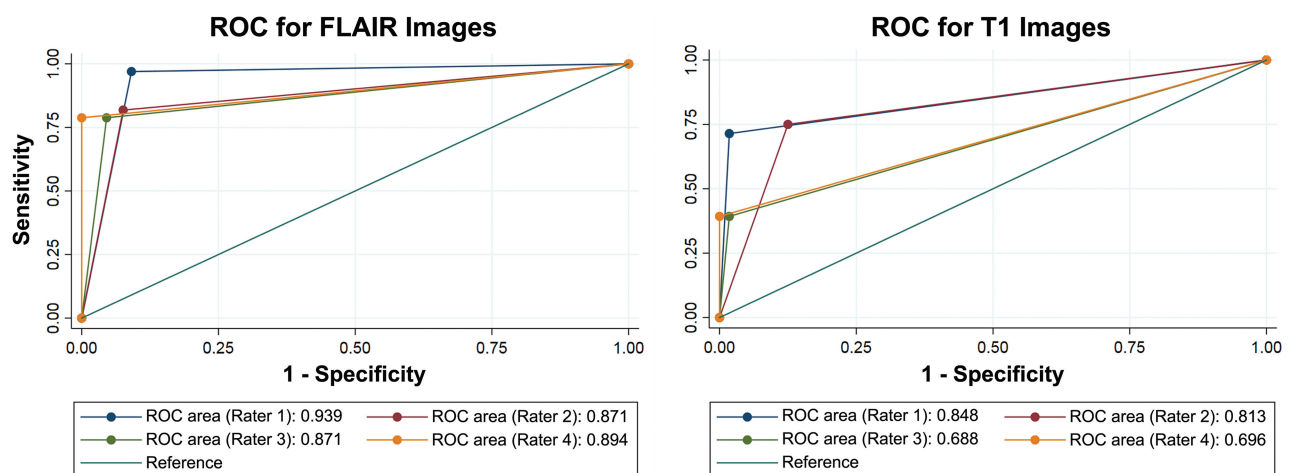 ROC for FLAIR Images
Sensitivity
1.00
0.75
0.50
0.25
0.00
0.00 0.25 0.50 0.75 1.00
1 - Specificity
ROC area (Rater 1): 0.939 ROC area (Rater 2): 0.871
ROC area (Rater 3): 0.871 ROC area (Rater 4): 0.894
Reference
ROC for T1 Images
1.00
0.75
0.50
0.25
0.00
0.00 0.25 0.50 0.75 1.00
1 - Specificity
ROC area (Rater 1): 0.848 ROC area (Rater 2): 0.813
ROC area (Rater 3): 0.688 ROC area (Rater 4): 0.696
Reference